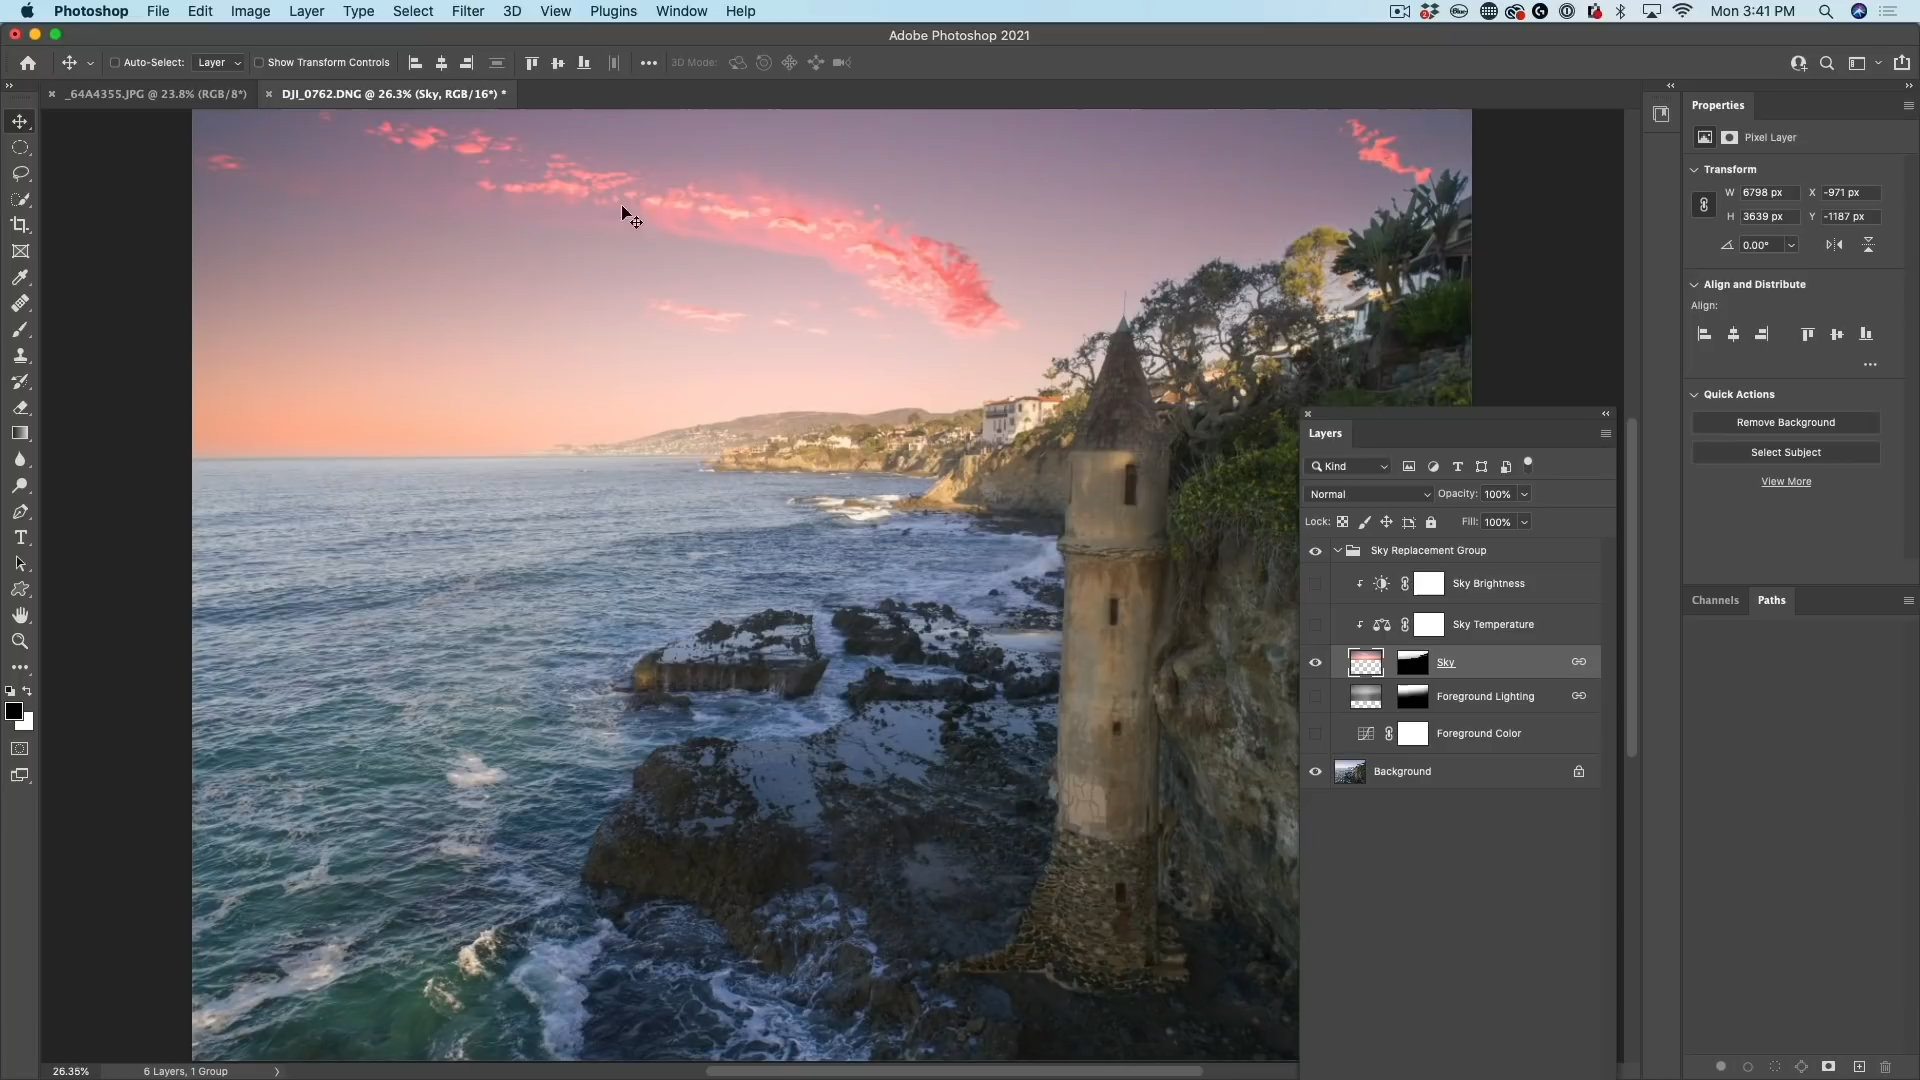 Photoshop File Edit Image Layer Type Select Filter 3D View Plugins Window Help Mon 3:41 PM
Adobe Photoshop 2021
Auto-Select: Layer Show Transform Controls 3D Mode:
_64A4355.JPG @ 23.8% (RGB/8*) DJI_0762.DNG @ 26.3% (Sky, RGB/16*) *
Properties
Pixel Layer
Transform
W 6798 px X -971 px
H 3639 px Y -1187 px
0.00°
Align and Distribute
Align:
Quick Actions
Remove Background
Select Subject
View More
Channels Paths
Layers
Kind
Normal Opacity: 100%
Lock: Fill: 100%
Sky Replacement Group
Sky Brightness
Sky Temperature
Sky
Foreground Lighting
Foreground Color
Background
26.35% 6 Layers, 1 Group